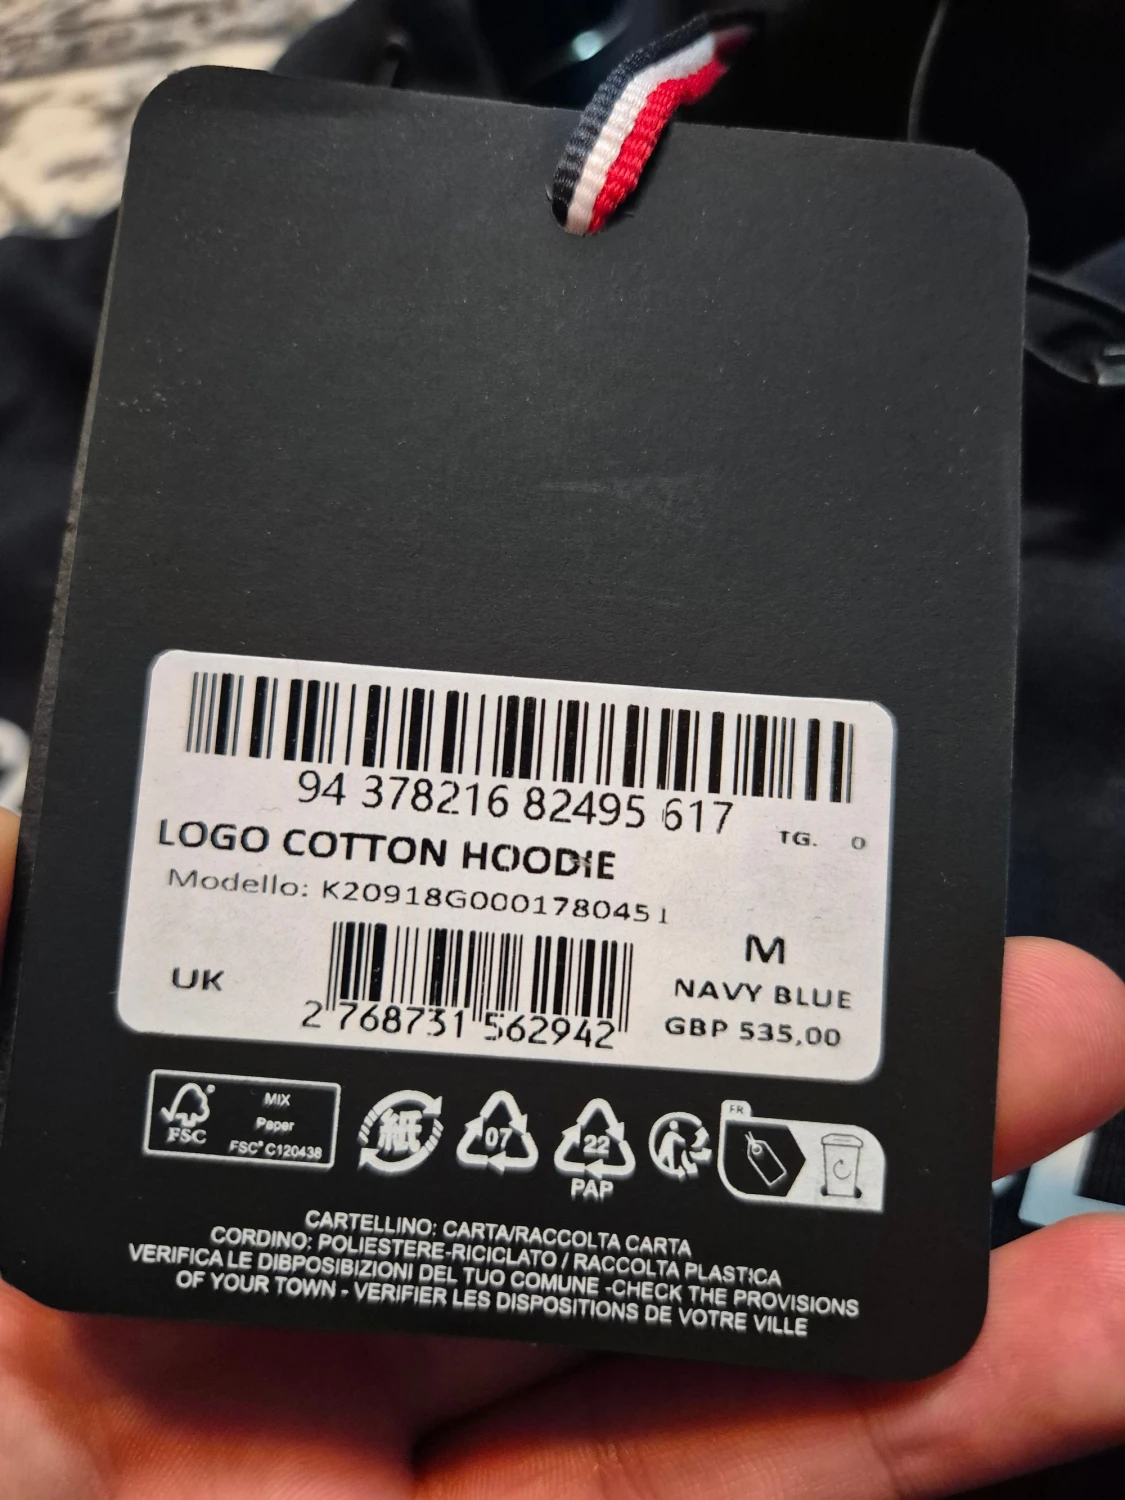 94 378216 82495 617
TG. 0
LOGO COTTON HOODIE
Modello: K20918G0001780451
M
UK
NAVY BLUE
2 768731 562942
GBP 535,00
FSC
MIX
Paper
FSC® C120438
紙
07
22
PAP
FR
CARTELLINO: CARTA/RACCOLTA CARTA
CORDINO: POLIESTERE-RICICLATO / RACCOLTA PLASTICA
VERIFICA LE DIBPOSIBIZIONI DEL TUO COMUNE -CHECK THE PROVISIONS
OF YOUR TOWN - VERIFIER LES DISPOSITIONS DE VOTRE VILLE